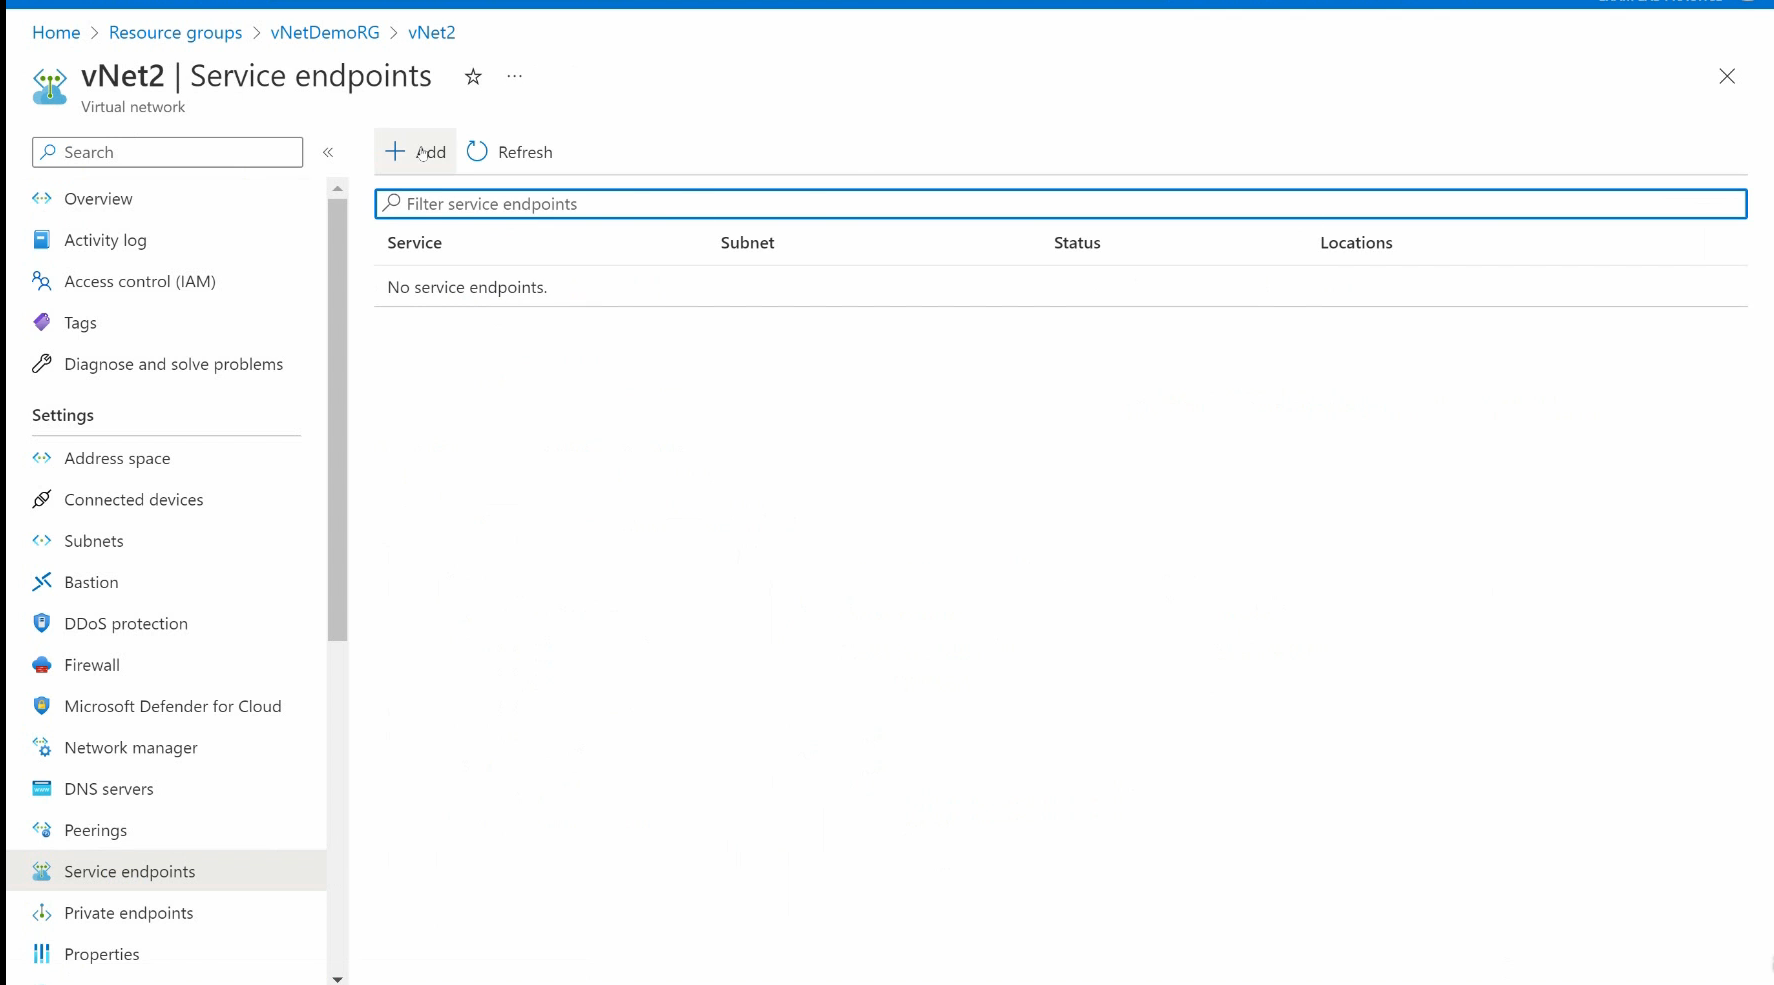 Home > Resource groups > vNetDemoRG > vNet2
vNet2 | Service endpoints ☆ ...
Virtual network
Search «
+ Add Refresh
Filter service endpoints
Service Subnet Status Locations
No service endpoints.
Overview
Activity log
Access control (IAM)
Tags
Diagnose and solve problems
Settings
Address space
Connected devices
Subnets
Bastion
DDoS protection
Firewall
Microsoft Defender for Cloud
Network manager
DNS servers
Peerings
Service endpoints
Private endpoints
Properties